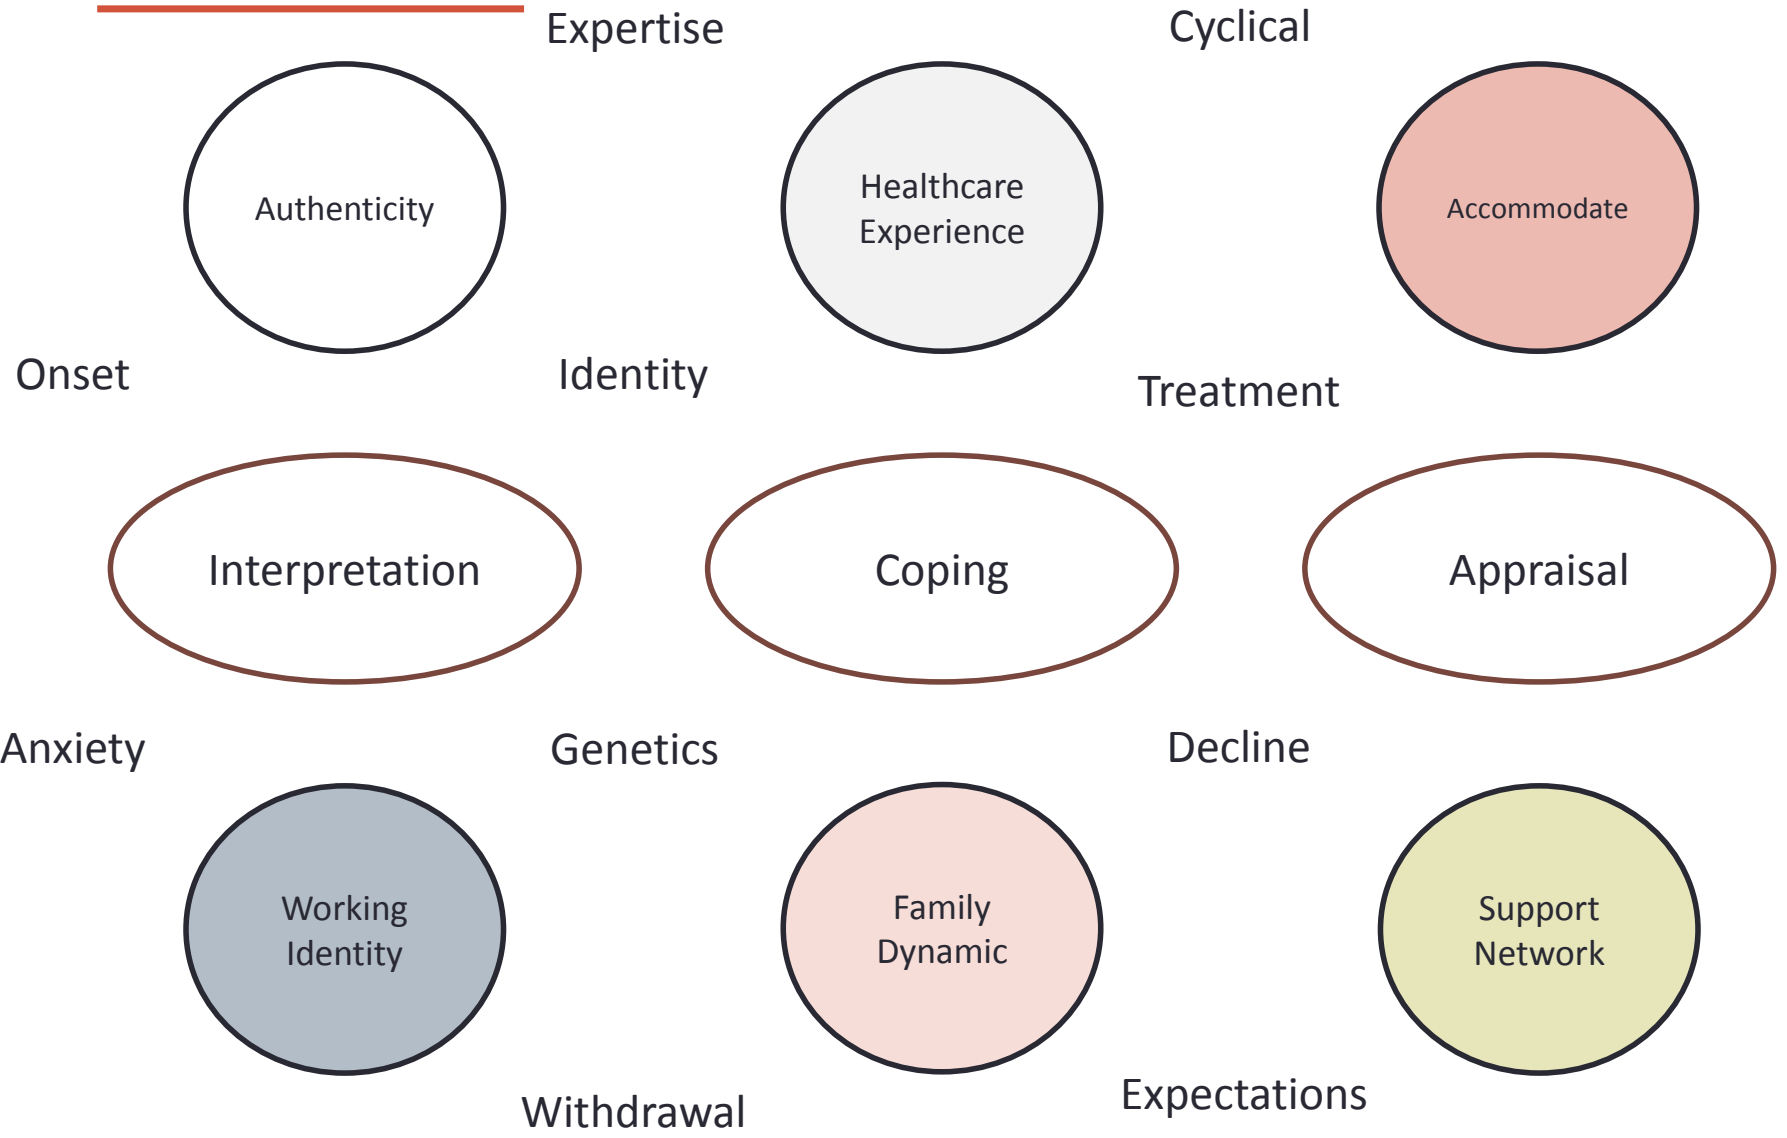 Expertise
Cyclical
Authenticity
Healthcare
Experience
Accommodate
Onset
Identity
Treatment
Interpretation
Coping
Appraisal
Anxiety
Genetics
Decline
Working
Identity
Family
Dynamic
Support
Network
Withdrawal
Expectations